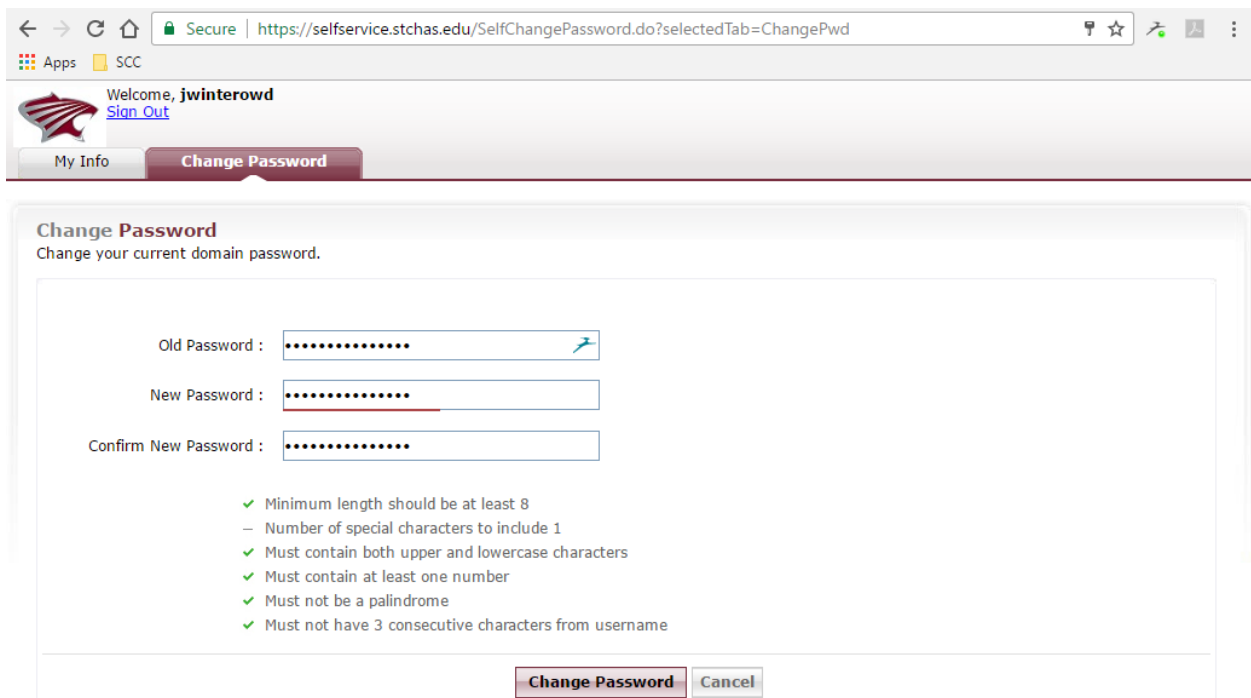 Secure | https://selfservice.stchas.edu/SelfChangePassword.do?selectedTab=ChangePwd
Apps SCC
Welcome, jwinterowd
Sign Out
My Info Change Password
Change Password
Change your current domain password.
Old Password : •••••••••••••••
New Password : •••••••••••••••
Confirm New Password : •••••••••••••••
✓ Minimum length should be at least 8
– Number of special characters to include 1
✓ Must contain both upper and lowercase characters
✓ Must contain at least one number
✓ Must not be a palindrome
✓ Must not have 3 consecutive characters from username
Change Password Cancel